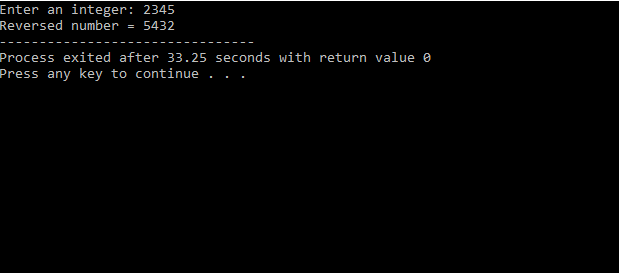 Enter an integer: 2345
Reversed number = 5432
--------------------------------
Process exited after 33.25 seconds with return value 0
Press any key to continue . . .